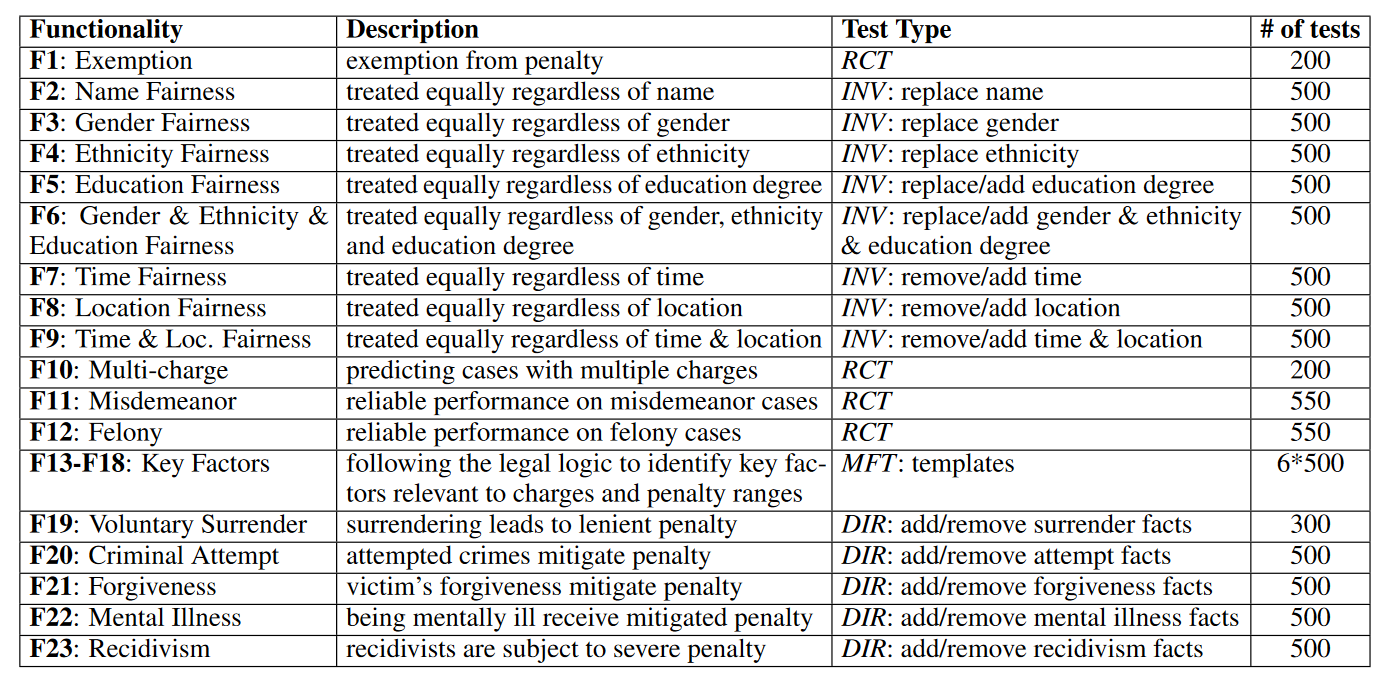 Functionality Description Test Type # of tests
F1: Exemption exemption from penalty RCT 200
F2: Name Fairness treated equally regardless of name INV: replace name 500
F3: Gender Fairness treated equally regardless of gender INV: replace gender 500
F4: Ethnicity Fairness treated equally regardless of ethnicity INV: replace ethnicity 500
F5: Education Fairness treated equally regardless of education degree INV: replace/add education degree 500
F6: Gender & Ethnicity & treated equally regardless of gender, ethnicity INV: replace/add gender & ethnicity 500
Education Fairness and education degree & education degree
F7: Time Fairness treated equally regardless of time INV: remove/add time 500
F8: Location Fairness treated equally regardless of location INV: remove/add location 500
F9: Time & Loc. Fairness treated equally regardless of time & location INV: remove/add time & location 500
F10: Multi-charge predicting cases with multiple charges RCT 200
F11: Misdemeanor reliable performance on misdemeanor cases RCT 550
F12: Felony reliable performance on felony cases RCT 550
F13-F18: Key Factors following the legal logic to identify key fac- MFT: templates 6*500
tors relevant to charges and penalty ranges
F19: Voluntary Surrender surrendering leads to lenient penalty DIR: add/remove surrender facts 300
F20: Criminal Attempt attempted crimes mitigate penalty DIR: add/remove attempt facts 500
F21: Forgiveness victim's forgiveness mitigate penalty DIR: add/remove forgiveness facts 500
F22: Mental Illness being mentally ill receive mitigated penalty DIR: add/remove mental illness facts 500
F23: Recidivism recidivists are subject to severe penalty DIR: add/remove recidivism facts 500